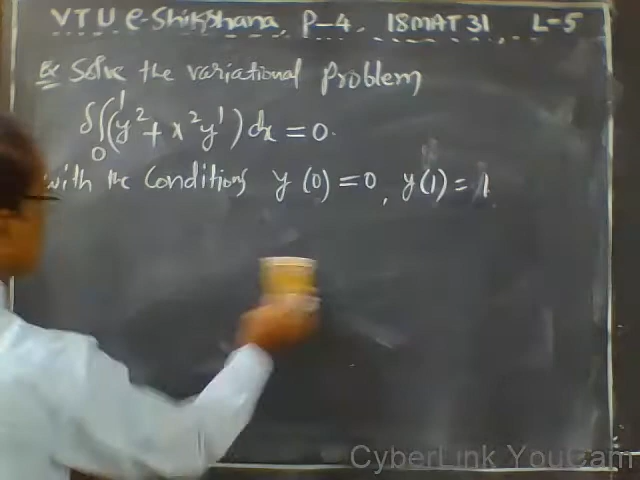 VTU e-Shikshana, P-4, 18MAT31 L-5
Ex Solve the variational Problem
δ∫₀¹(y² + x²y')dx = 0.
with the Conditions y(0) = 0, y(1) = 1
CyberLink YouCam